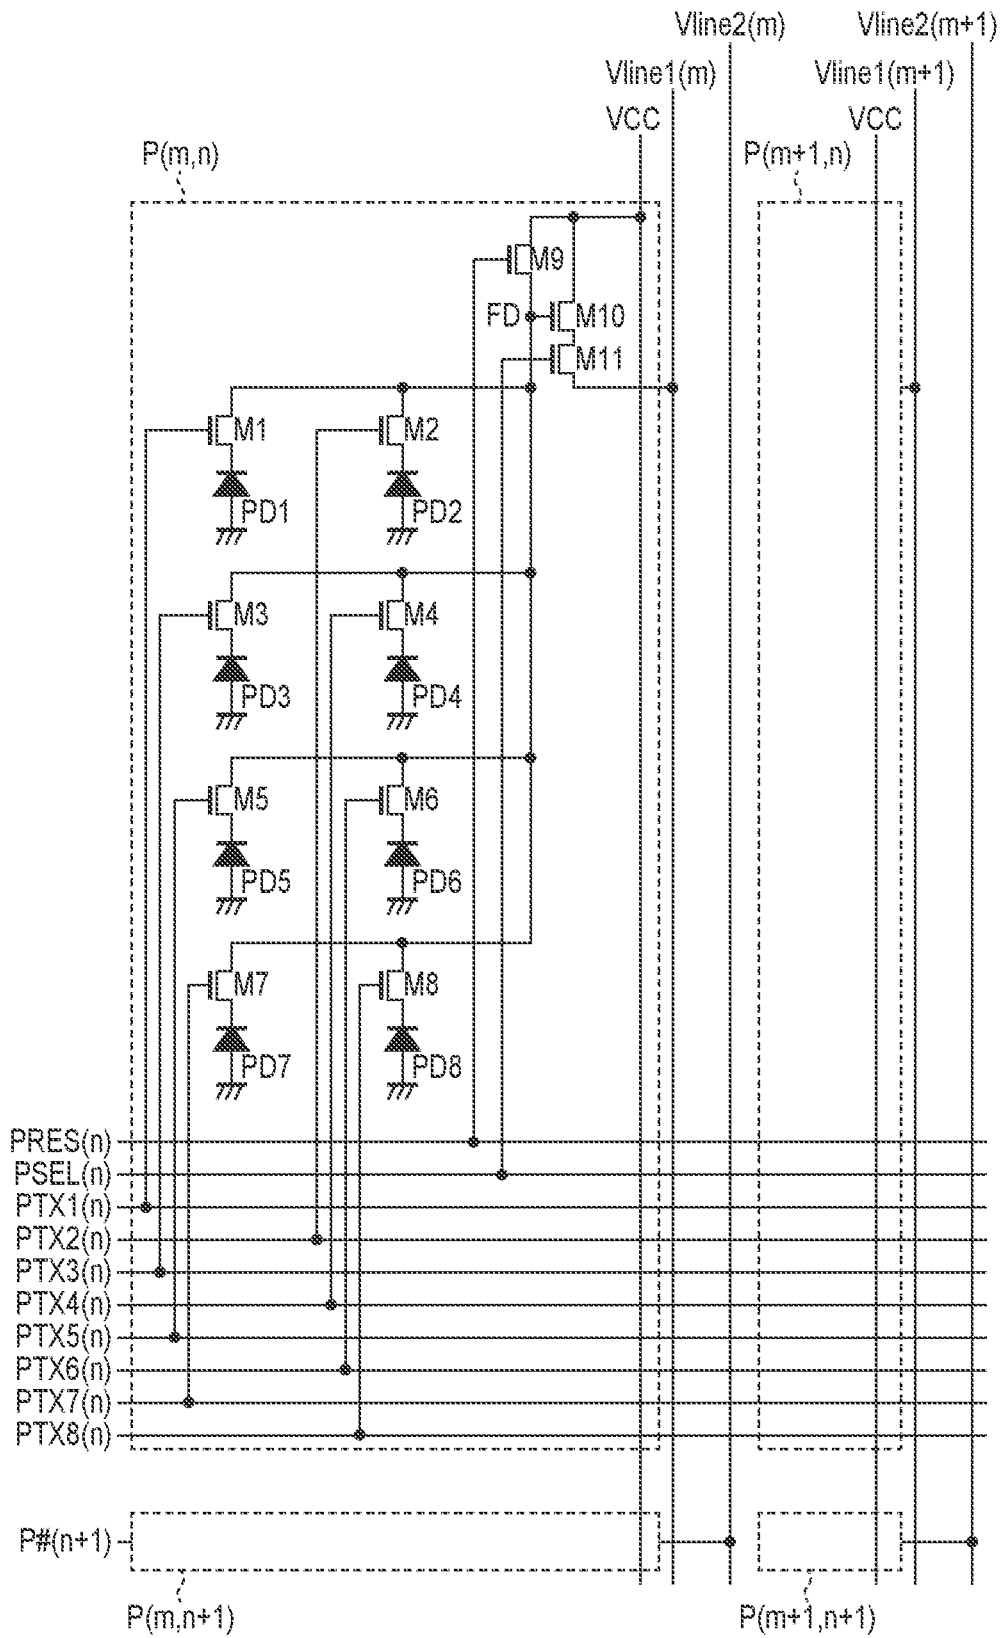 Vline2(m) Vline2(m+1)
Vline1(m) Vline1(m+1)
VCC VCC
P(m,n) P(m+1,n)
M9
FD M10
M11
M1 M2
PD1 PD2
M3 M4
PD3 PD4
M5 M6
PD5 PD6
M7 M8
PD7 PD8
PRES(n)
PSEL(n)
PTX1(n)
PTX2(n)
PTX3(n)
PTX4(n)
PTX5(n)
PTX6(n)
PTX7(n)
PTX8(n)
P#(n+1)
P(m,n+1) P(m+1,n+1)